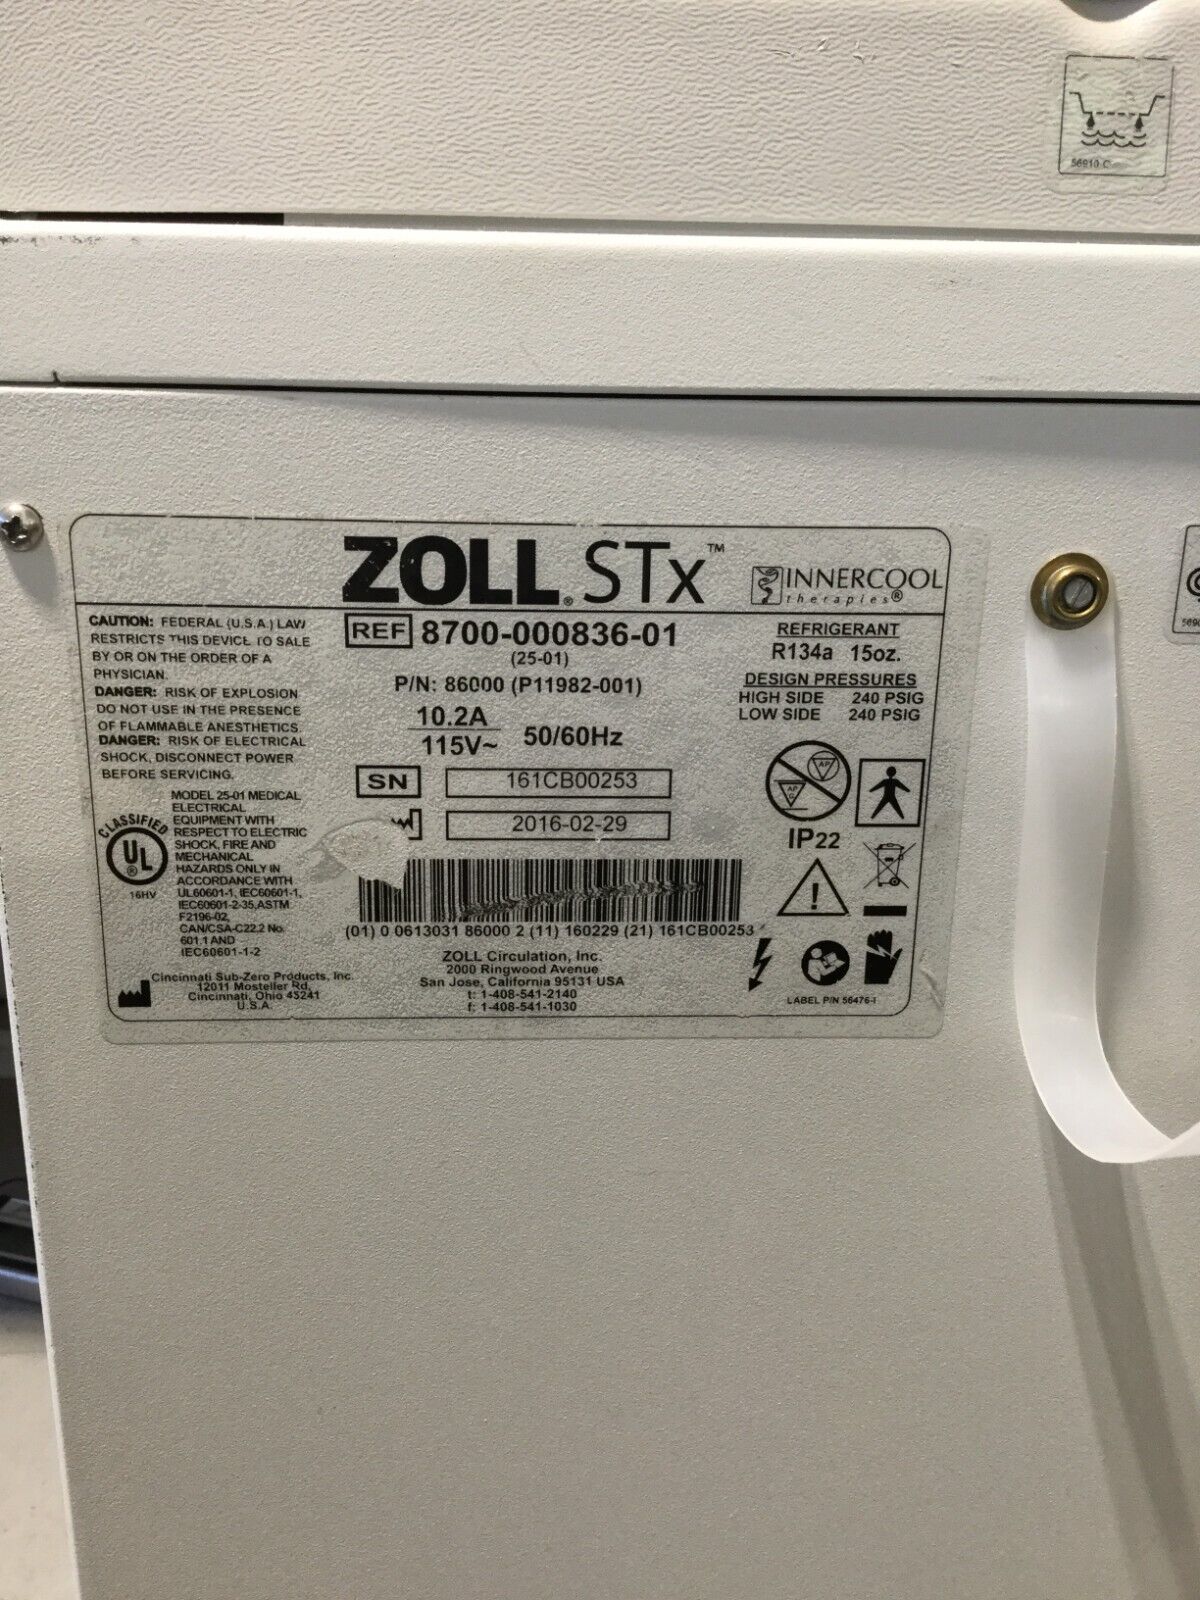 56910-C
ZOLL® STx™
INNERCOOL
therapies®
CAUTION: FEDERAL (U.S.A.) LAW
RESTRICTS THIS DEVICE TO SALE
BY OR ON THE ORDER OF A
PHYSICIAN.
DANGER: RISK OF EXPLOSION
DO NOT USE IN THE PRESENCE
OF FLAMMABLE ANESTHETICS.
DANGER: RISK OF ELECTRICAL
SHOCK, DISCONNECT POWER
BEFORE SERVICING.
CLASSIFIED
UL®
16HV
MODEL 25-01 MEDICAL
ELECTRICAL
EQUIPMENT WITH
RESPECT TO ELECTRIC
SHOCK, FIRE AND
MECHANICAL
HAZARDS ONLY IN
ACCORDANCE WITH
UL60601-1, IEC60601-1,
IEC60601-2-35,ASTM
F2196-02,
CAN/CSA-C22.2 No.
601.1 AND
IEC60601-1-2
Cincinnati Sub-Zero Products, Inc.
12011 Mosteller Rd.
Cincinnati, Ohio 45241
U.S.A.
REF 8700-000836-01
(25-01)
P/N: 86000 (P11982-001)
10.2A
115V~ 50/60Hz
SN 161CB00253
2016-02-29
(01) 0 0613031 86000 2 (11) 160229 (21) 161CB00253
ZOLL Circulation, Inc.
2000 Ringwood Avenue
San Jose, California 95131 USA
t: 1-408-541-2140
f: 1-408-541-1030
REFRIGERANT
R134a 15oz.
DESIGN PRESSURES
HIGH SIDE 240 PSIG
LOW SIDE 240 PSIG
AP
AP
G
IP22
LABEL P/N 56476-I